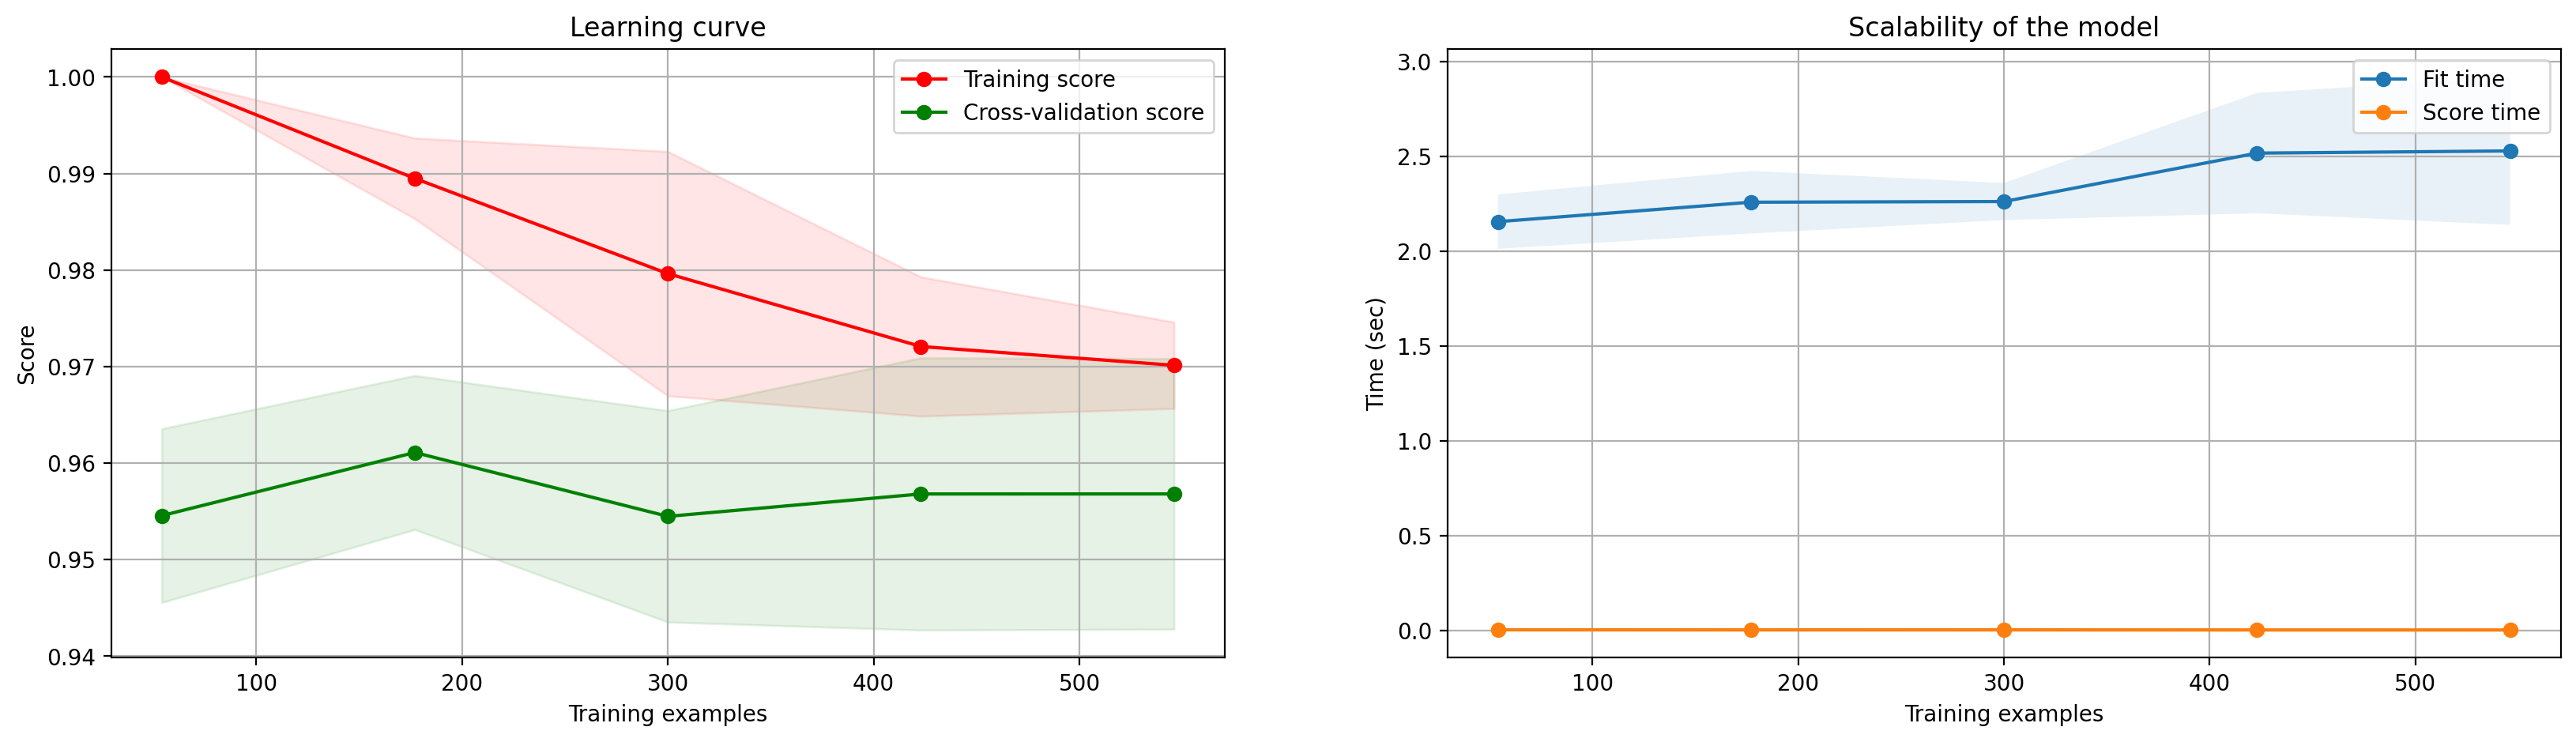 Learning curve
1.00
0.99
0.98
0.97
0.96
0.95
0.94
Score
Training score
Cross-validation score
100
200
300
400
500
Training examples
Scalability of the model
3.0
2.5
2.0
1.5
1.0
0.5
0.0
Time (sec)
Fit time
Score time
100
200
300
400
500
Training examples